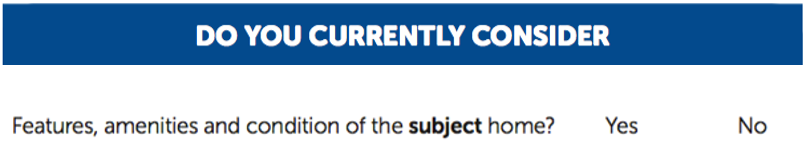 DO YOU CURRENTLY CONSIDER
Features, amenities and condition of the subject home? Yes No